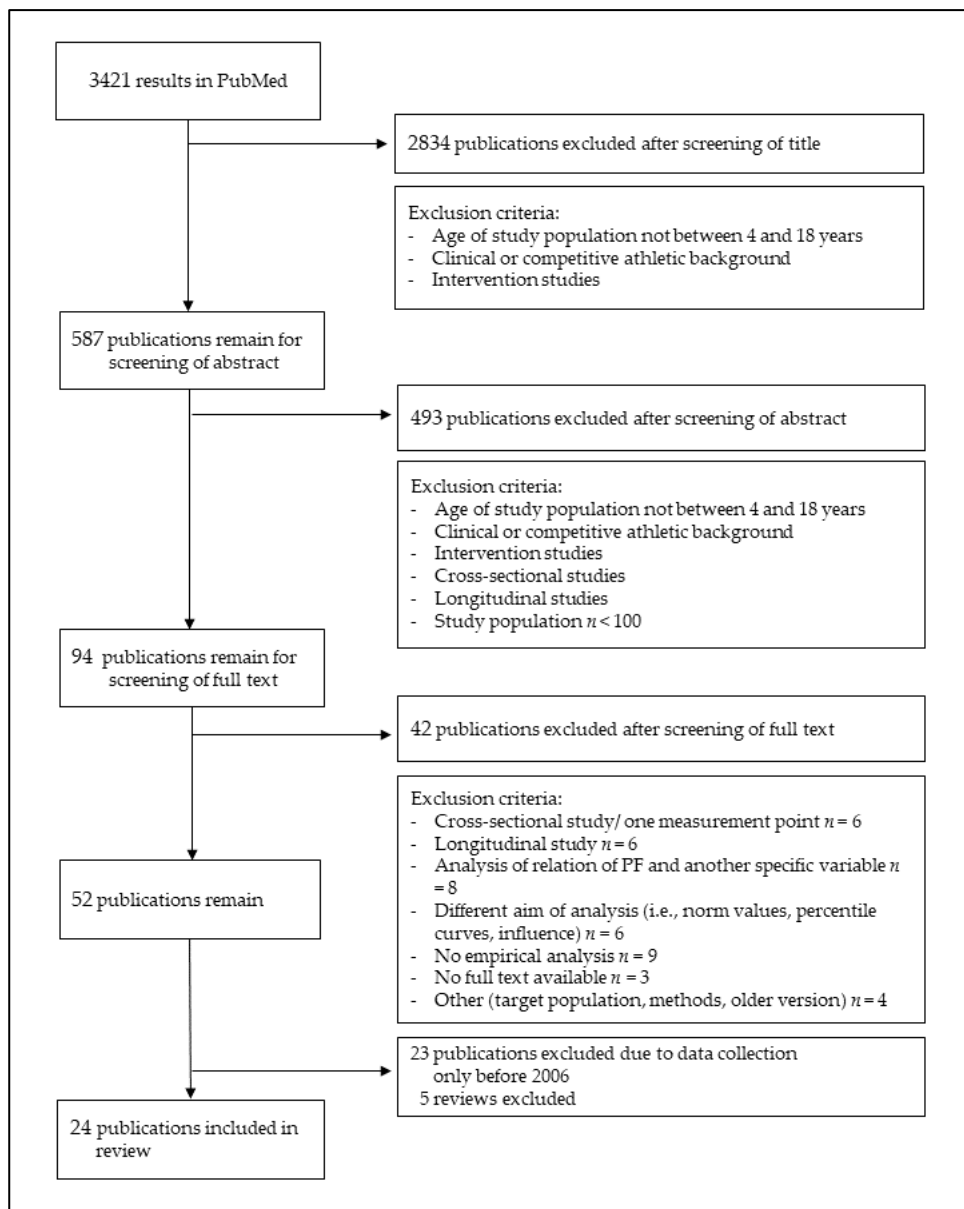 3421 results in PubMed
2834 publications excluded after screening of title
Exclusion criteria:
- Age of study population not between 4 and 18 years
- Clinical or competitive athletic background
- Intervention studies
587 publications remain for
screening of abstract
493 publications excluded after screening of abstract
Exclusion criteria:
- Age of study population not between 4 and 18 years
- Clinical or competitive athletic background
- Intervention studies
- Cross-sectional studies
- Longitudinal studies
- Study population n < 100
94 publications remain for
screening of full text
42 publications excluded after screening of full text
Exclusion criteria:
- Cross-sectional study/ one measurement point n = 6
- Longitudinal study n = 6
- Analysis of relation of PF and another specific variable n
= 8
- Different aim of analysis (i.e., norm values, percentile
curves, influence) n = 6
- No empirical analysis n = 9
- No full text available n = 3
- Other (target population, methods, older version) n = 4
52 publications remain
23 publications excluded due to data collection
only before 2006
5 reviews excluded
24 publications included in
review